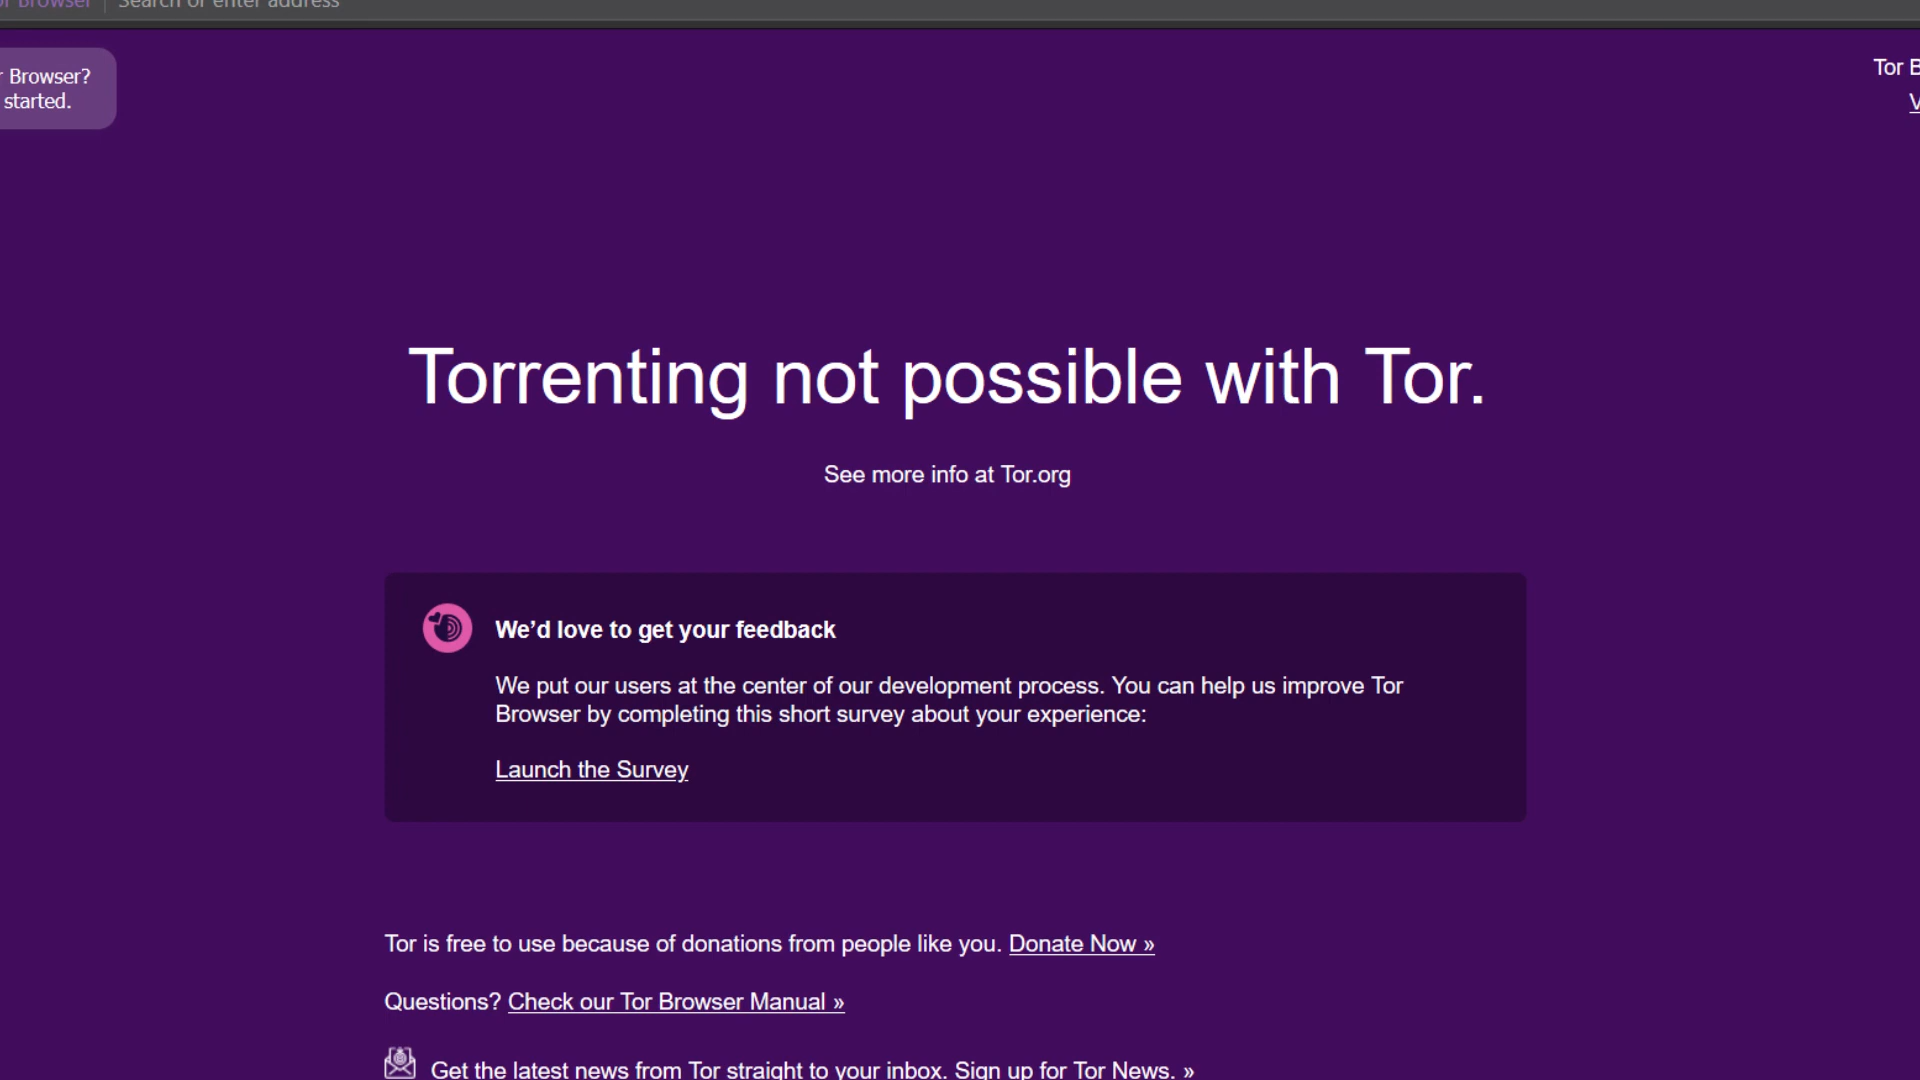 Browser
Search or enter address
Browser?
started.
Tor
Torrenting not possible with Tor.
See more info at Tor.org
We’d love to get your feedback
We put our users at the center of our development process. You can help us improve Tor
Browser by completing this short survey about your experience:
Launch the Survey
Tor is free to use because of donations from people like you. Donate Now »
Questions? Check our Tor Browser Manual »
Get the latest news from Tor straight to your inbox. Sign up for Tor News. »